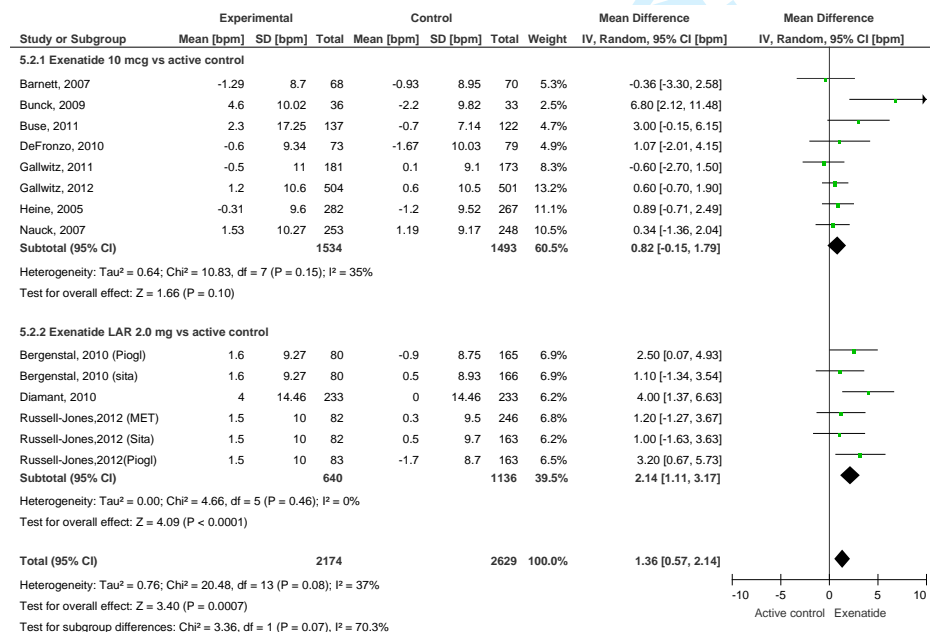 Experimental Control Mean Difference Mean Difference
Study or Subgroup Mean [bpm] SD [bpm] Total Mean [bpm] SD [bpm] Total Weight IV, Random, 95% CI [bpm] IV, Random, 95% CI [bpm]
5.2.1 Exenatide 10 mcg vs active control
Barnett, 2007 -1.29 8.7 68 -0.93 8.95 70 5.3% -0.36 [-3.30, 2.58]
Bunck, 2009 4.6 10.02 36 -2.2 9.82 33 2.5% 6.80 [2.12, 11.48]
Buse, 2011 2.3 17.25 137 -0.7 7.14 122 4.7% 3.00 [-0.15, 6.15]
DeFronzo, 2010 -0.6 9.34 73 -1.67 10.03 79 4.9% 1.07 [-2.01, 4.15]
Gallwitz, 2011 -0.5 11 181 0.1 9.1 173 8.3% -0.60 [-2.70, 1.50]
Gallwitz, 2012 1.2 10.6 504 0.6 10.5 501 13.2% 0.60 [-0.70, 1.90]
Heine, 2005 -0.31 9.6 282 -1.2 9.52 267 11.1% 0.89 [-0.71, 2.49]
Nauck, 2007 1.53 10.27 253 1.19 9.17 248 10.5% 0.34 [-1.36, 2.04]
Subtotal (95% CI) 1534 1493 60.5% 0.82 [-0.15, 1.79]
Heterogeneity: Tau² = 0.64; Chi² = 10.83, df = 7 (P = 0.15); I² = 35%
Test for overall effect: Z = 1.66 (P = 0.10)
5.2.2 Exenatide LAR 2.0 mg vs active control
Bergenstal, 2010 (Piogl) 1.6 9.27 80 -0.9 8.75 165 6.9% 2.50 [0.07, 4.93]
Bergenstal, 2010 (sita) 1.6 9.27 80 0.5 8.93 166 6.9% 1.10 [-1.34, 3.54]
Diamant, 2010 4 14.46 233 0 14.46 233 6.2% 4.00 [1.37, 6.63]
Russell-Jones,2012 (MET) 1.5 10 82 0.3 9.5 246 6.8% 1.20 [-1.27, 3.67]
Russell-Jones,2012 (Sita) 1.5 10 82 0.5 9.7 163 6.2% 1.00 [-1.63, 3.63]
Russell-Jones,2012(Piogl) 1.5 10 83 -1.7 8.7 163 6.5% 3.20 [0.67, 5.73]
Subtotal (95% CI) 640 1136 39.5% 2.14 [1.11, 3.17]
Heterogeneity: Tau² = 0.00; Chi² = 4.66, df = 5 (P = 0.46); I² = 0%
Test for overall effect: Z = 4.09 (P < 0.0001)
Total (95% CI) 2174 2629 100.0% 1.36 [0.57, 2.14]
Heterogeneity: Tau² = 0.76; Chi² = 20.48, df = 13 (P = 0.08); I² = 37%
Test for overall effect: Z = 3.40 (P = 0.0007)
Test for subgroup differences: Chi² = 3.36, df = 1 (P = 0.07), I² = 70.3%
-10 -5 0 5 10
Active control Exenatide